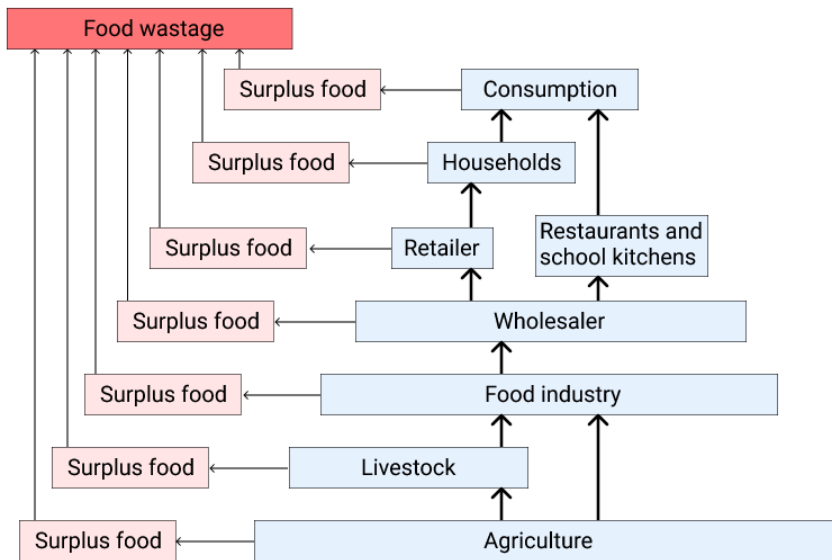 Food wastage
Surplus food
Consumption
Surplus food
Households
Surplus food
Retailer
Restaurants and
school kitchens
Surplus food
Wholesaler
Surplus food
Food industry
Surplus food
Livestock
Surplus food
Agriculture